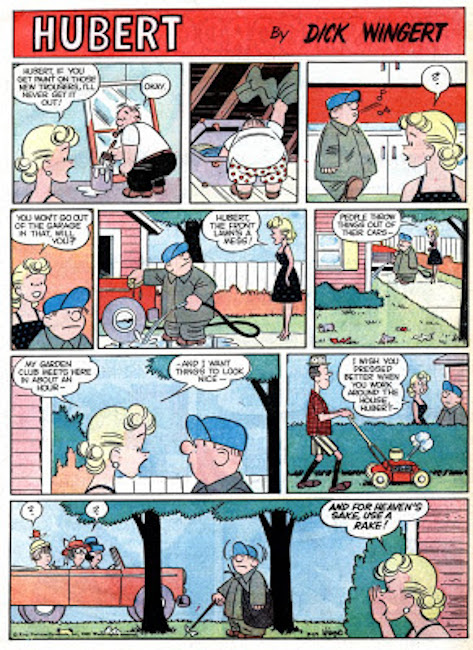 HUBERT
By DICK WINGERT
HUBERT, IF YOU
GET PAINT ON THOSE
NEW TROUSERS, I'LL
NEVER GET IT
OUT!
OKAY.
?
YOU WON'T GO OUT
OF THE GARAGE
IN THAT, WILL
YOU?
HUBERT,
THE FRONT
LAWN'S A
MESS!
PEOPLE THROW
THINGS OUT OF
THEIR CARS—
MY GARDEN
CLUB MEETS HERE
IN ABOUT AN
HOUR—
-AND I WANT
THINGS TO LOOK
NICE—
I WISH YOU
DRESSED
BETTER WHEN
YOU WORK
AROUND THE
HOUSE,
HUBERT!-
?
?
AND FOR HEAVEN'S
SAKE, USE A
RAKE!